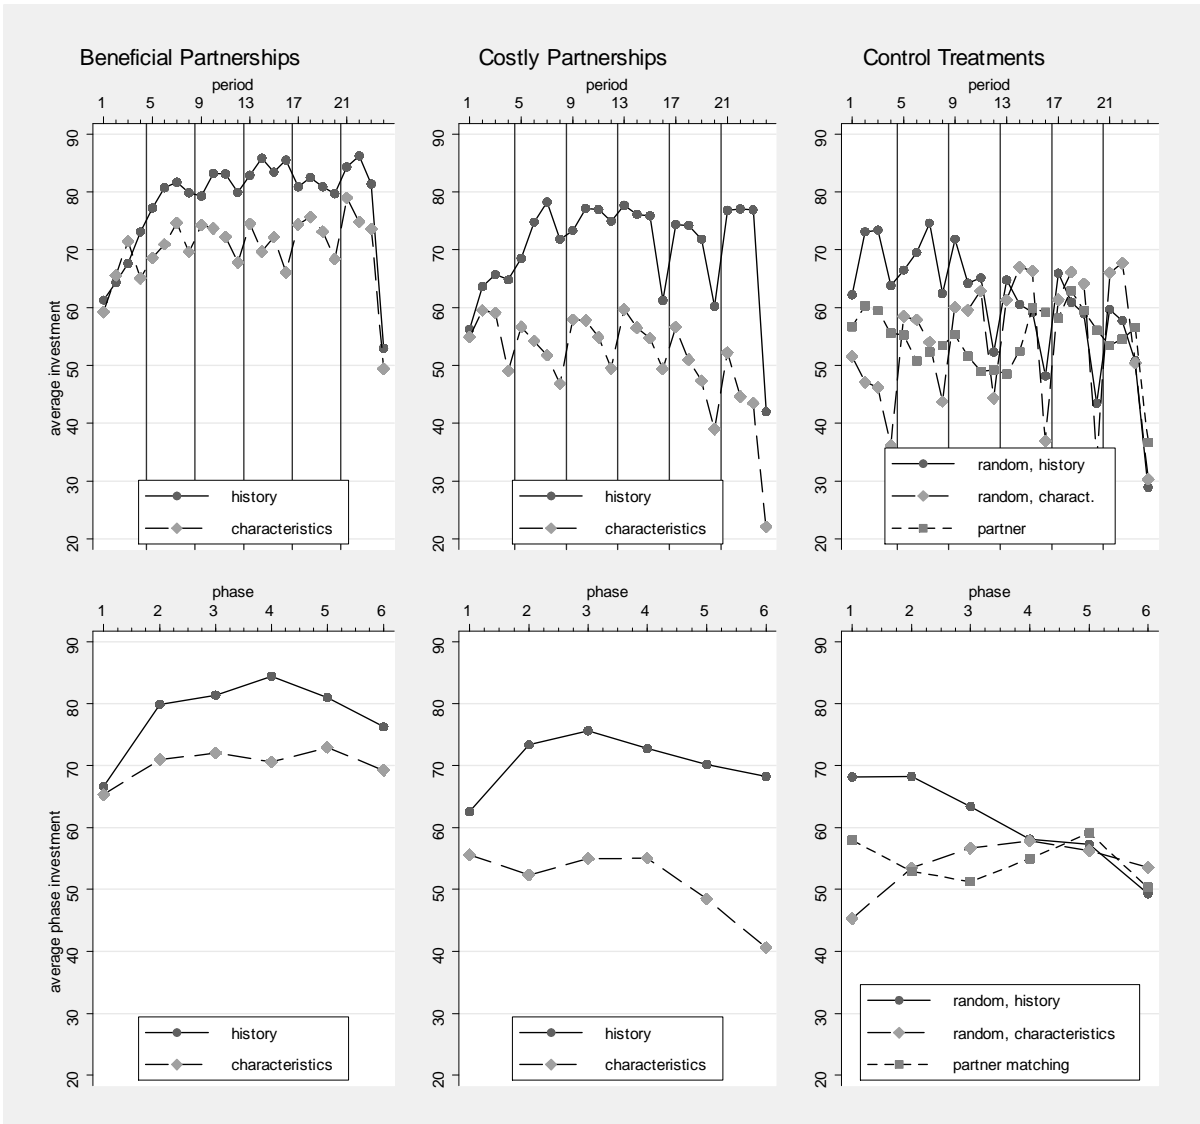 Beneficial Partnerships
period
1 5 9 13 17 21
average investment
90
80
70
60
50
40
30
20
history
characteristics
Costly Partnerships
period
1 5 9 13 17 21
90
80
70
60
50
40
30
20
history
characteristics
Control Treatments
period
1 5 9 13 17 21
90
80
70
60
50
40
30
20
random, history
random, charact.
partner
phase
1 2 3 4 5 6
average phase investment
90
80
70
60
50
40
30
20
history
characteristics
phase
1 2 3 4 5 6
90
80
70
60
50
40
30
20
history
characteristics
phase
1 2 3 4 5 6
90
80
70
60
50
40
30
20
random, history
random, characteristics
partner matching